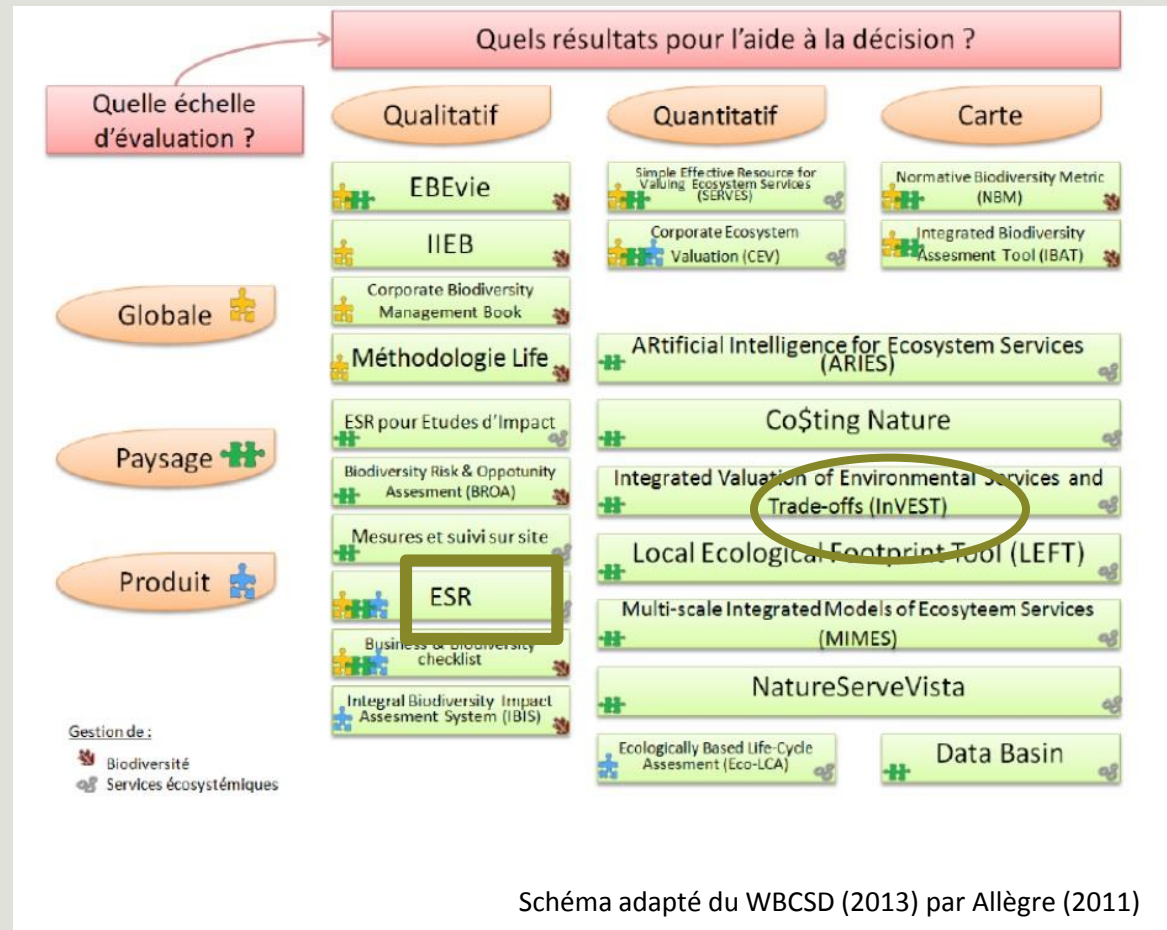 Quels résultats pour l'aide à la décision ?
Quelle échelle
d'évaluation ?
Qualitatif
Quantitatif
Carte
EBEvie
Simple Effective Resource for
Valuing Ecosystem Services
(SERVES)
Normative Biodiversity Metric
(NBM)
IIEB
Corporate Ecosystem
Valuation (CEV)
Integrated Biodiversity
Assesment Tool (IBAT)
Globale
Corporate Biodiversity
Management Book
Méthodologie Life
ARtificial Intelligence for Ecosystem Services
(ARIES)
Paysage
ESR pour Etudes d'Impact
Co$ting Nature
Biodiversity Risk & Oppotunity
Assesment (BROA)
Integrated Valuation of Environmental Services and
Trade-offs (InVEST)
Mesures et suivi sur site
Local Ecological Footprint Tool (LEFT)
Produit
ESR
Multi-scale Integrated Models of Ecosyteem Services
(MIMES)
Business & Biodiversity
checklist
Integral Biodiversity Impact
Assesment System (IBIS)
NatureServeVista
Ecologically Based Life-Cycle
Assesment (Eco-LCA)
Data Basin
Gestion de :
Biodiversité
Services écosystémiques
Schéma adapté du WBCSD (2013) par Allègre (2011)